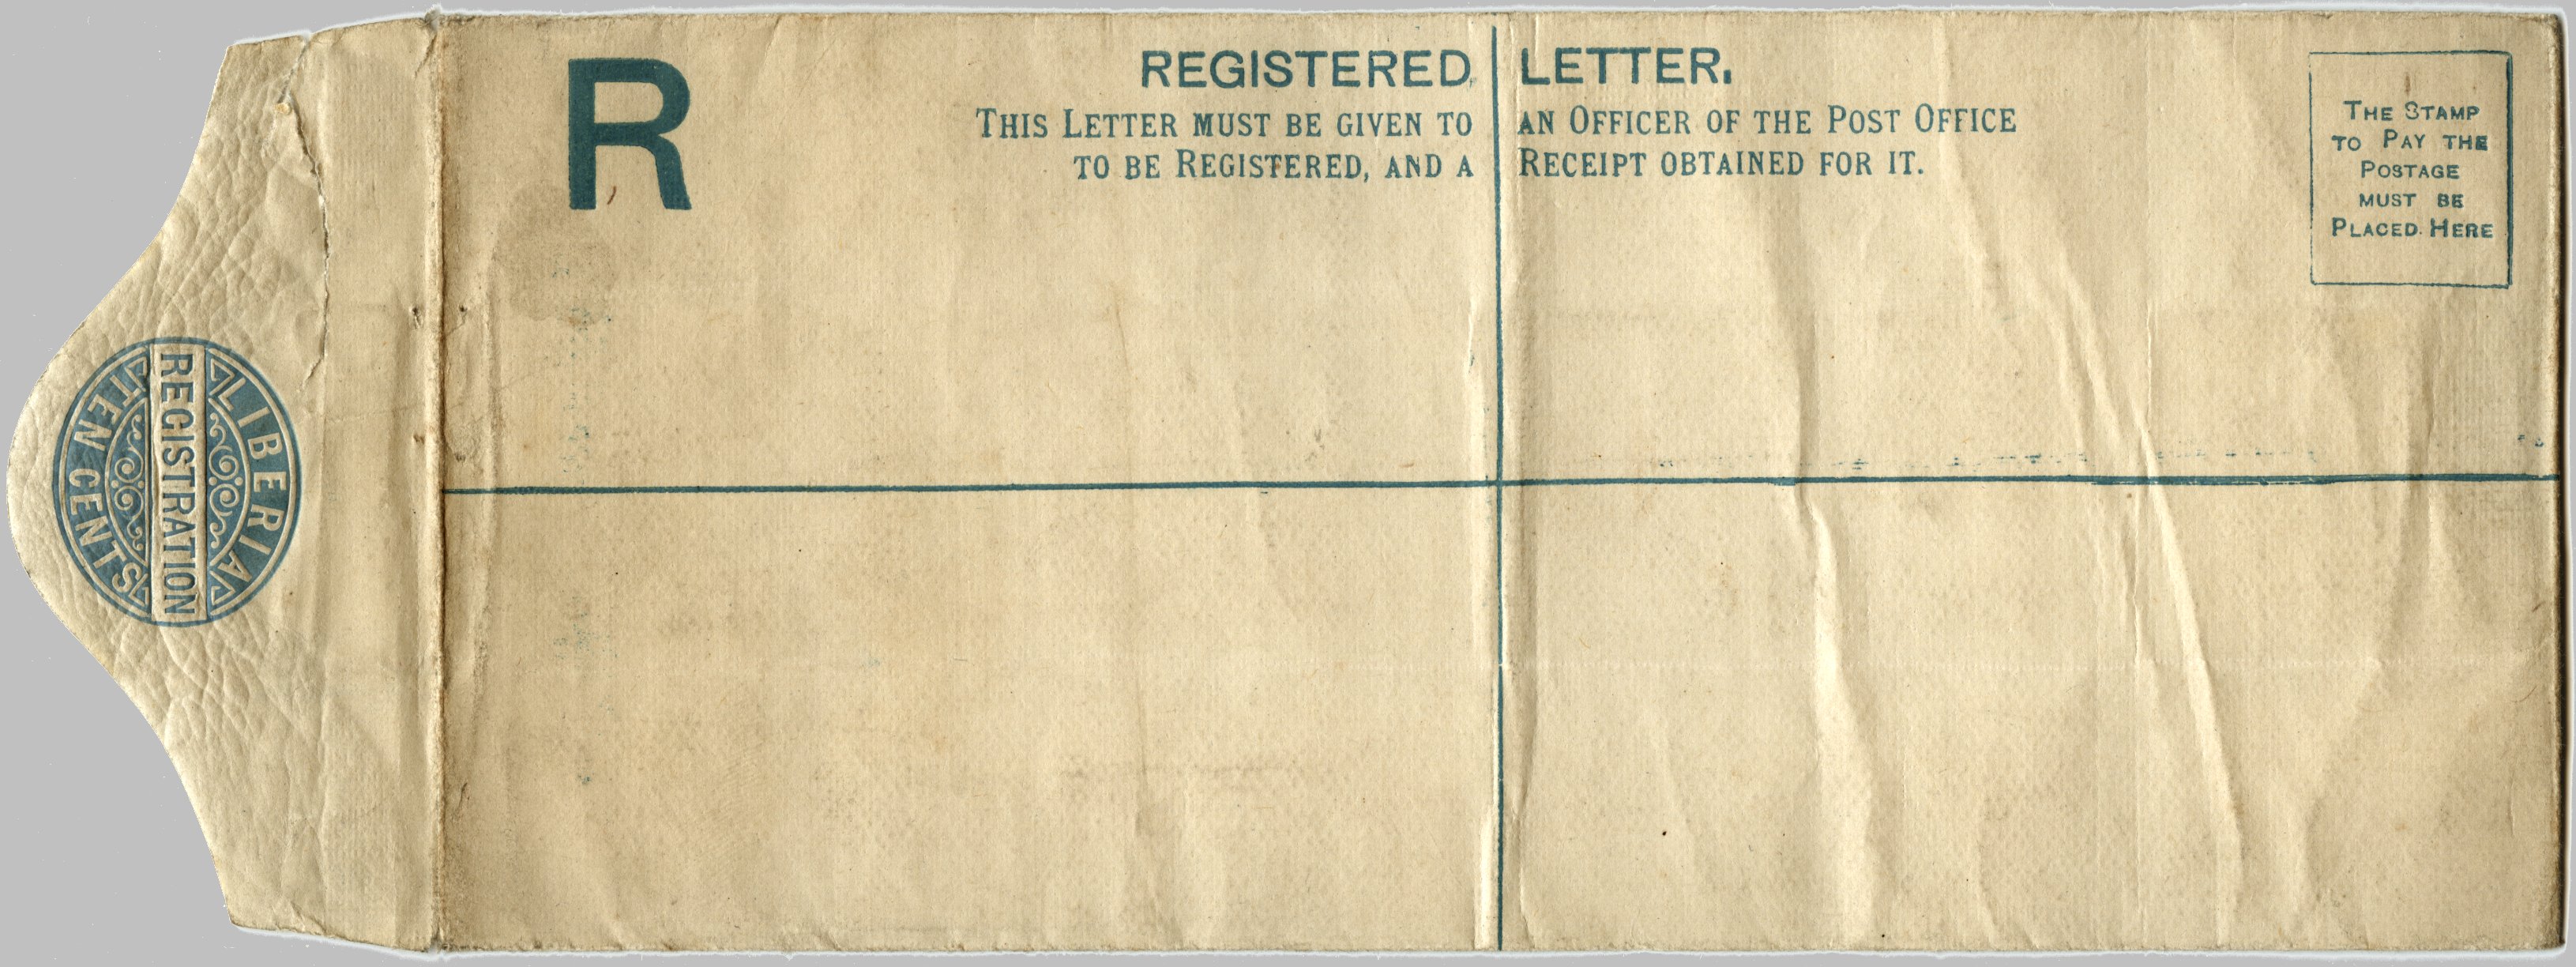 R
REGISTERED LETTER.
THIS LETTER MUST BE GIVEN TO AN OFFICER OF THE POST OFFICE
TO BE REGISTERED, AND A RECEIPT OBTAINED FOR IT.
THE STAMP
TO PAY THE
POSTAGE
MUST BE
PLACED HERE
LIBERIA
REGISTRATION
TEN CENTS